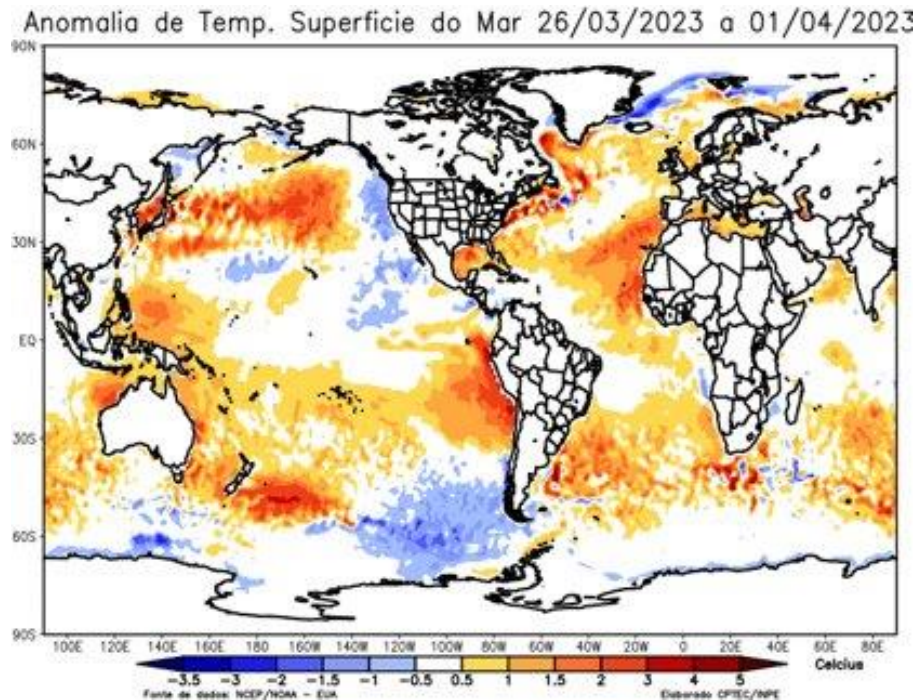 Anomalia de Temp. Superficie do Mar 26/03/2023 a 01/04/2023
90N
60N
30N
EQ
30S
60S
90S
100E 120E 140E 160E 180 160W 140W 120W 100W 80W 60W 40W 20W 0 20E 40E 60E 80E
-3.5 -3 -2 -1.5 -1 -0.5 0.5 1 1.5 2 3 4 5 Celcius
Fonte de dados: NCEP/NOAA - EUA Elaborado CPTEC/INPE